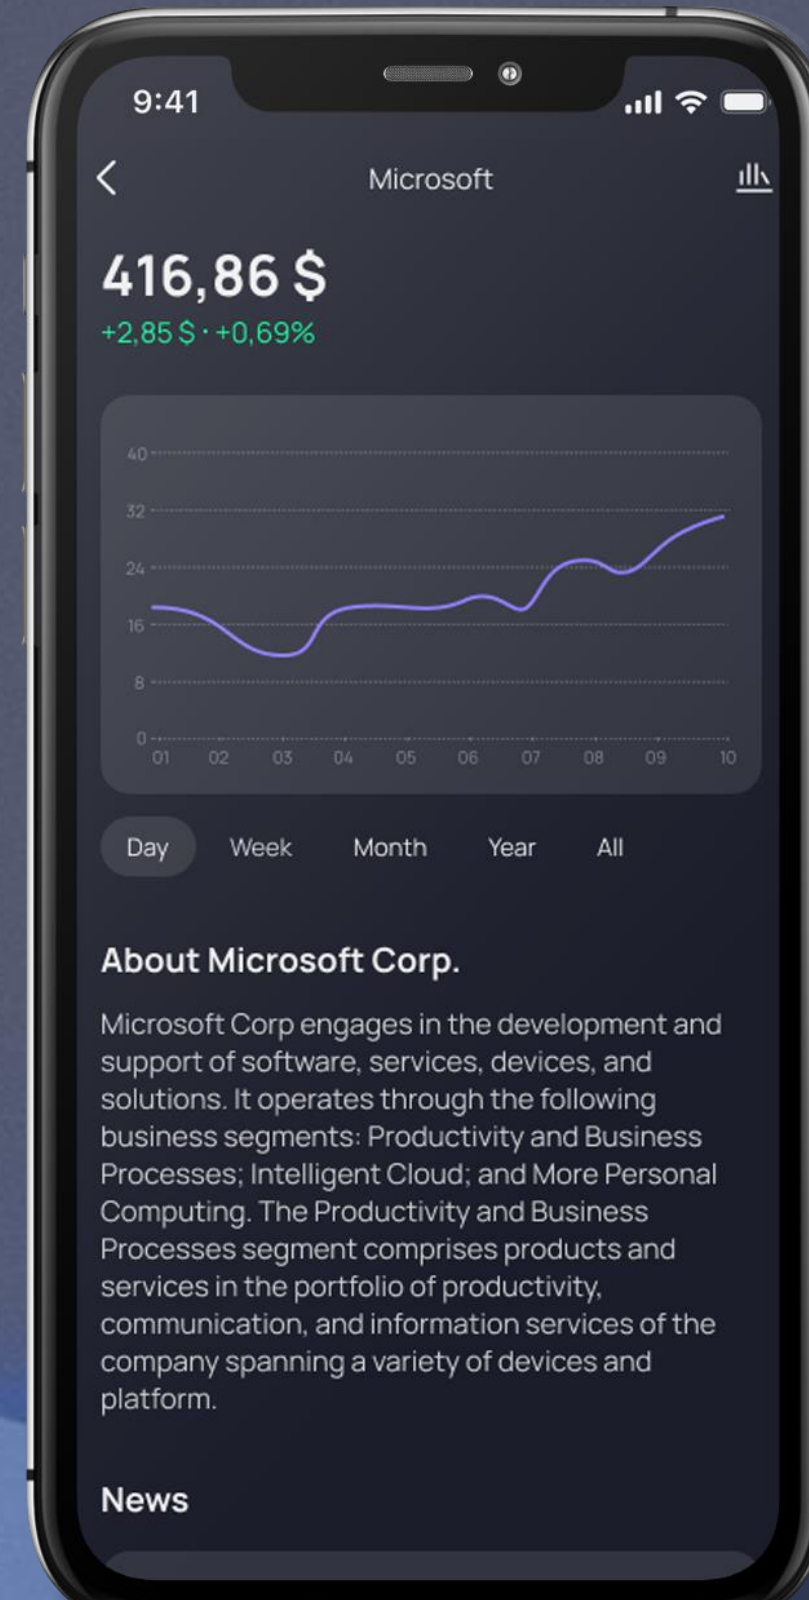 9:41
Microsoft
416,86 $
+2,85 $ · +0,69%
40
32
24
16
8
0
01 02 03 04 05 06 07 08 09 10
Day Week Month Year All
About Microsoft Corp.
Microsoft Corp engages in the development and
support of software, services, devices, and
solutions. It operates through the following
business segments: Productivity and Business
Processes; Intelligent Cloud; and More Personal
Computing. The Productivity and Business
Processes segment comprises products and
services in the portfolio of productivity,
communication, and information services of the
company spanning a variety of devices and
platform.
News